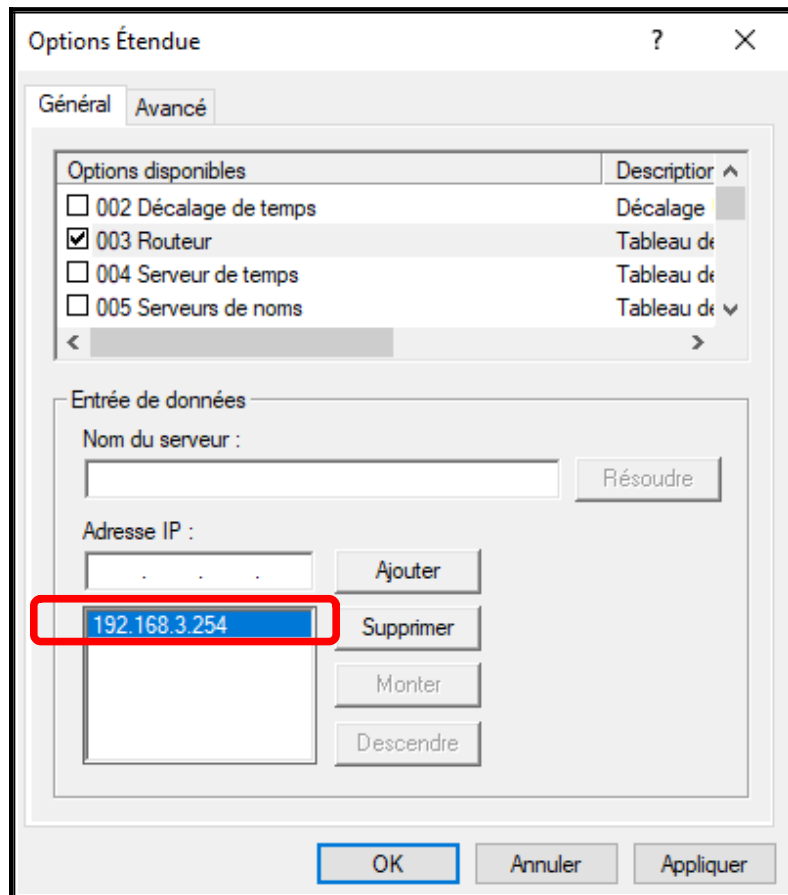 Options Étendue
Général Avancé
Options disponibles Description
002 Décalage de temps Décalage
003 Routeur Tableau de
004 Serveur de temps Tableau de
005 Serveurs de noms Tableau de
Entrée de données
Nom du serveur :
Résoudre
Adresse IP :
. . . Ajouter
192.168.3.254 Supprimer
Monter
Descendre
OK Annuler Appliquer